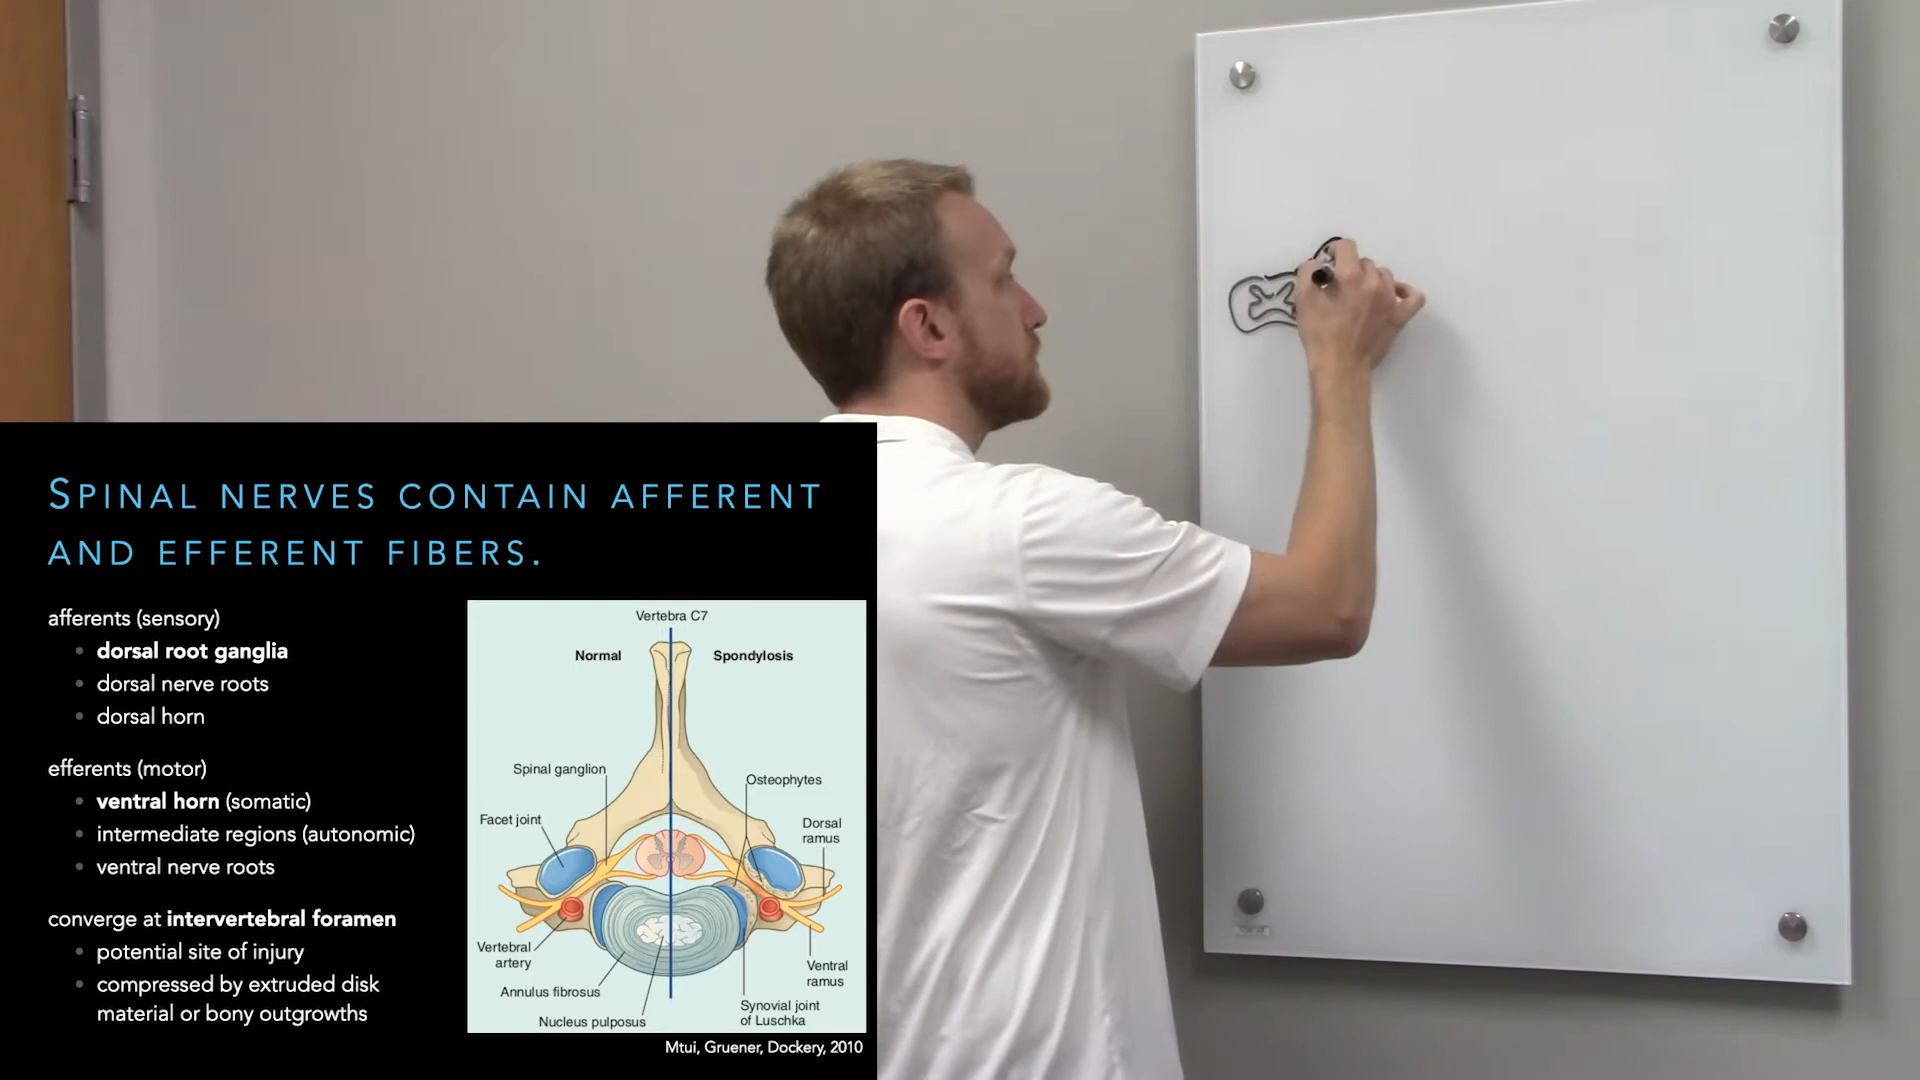 SPINAL NERVES CONTAIN AFFERENT
AND EFFERENT FIBERS.
afferents (sensory)
• dorsal root ganglia
• dorsal nerve roots
• dorsal horn
efferents (motor)
• ventral horn (somatic)
• intermediate regions (autonomic)
• ventral nerve roots
converge at intervertebral foramen
• potential site of injury
• compressed by extruded disk
material or bony outgrowths
Vertebra C7
Normal
Spondylosis
Spinal ganglion
Osteophytes
Facet joint
Dorsal
ramus
Vertebral
artery
Ventral
ramus
Annulus fibrosus
Synovial joint
of Luschka
Nucleus pulposus
Mtui, Gruener, Dockery, 2010